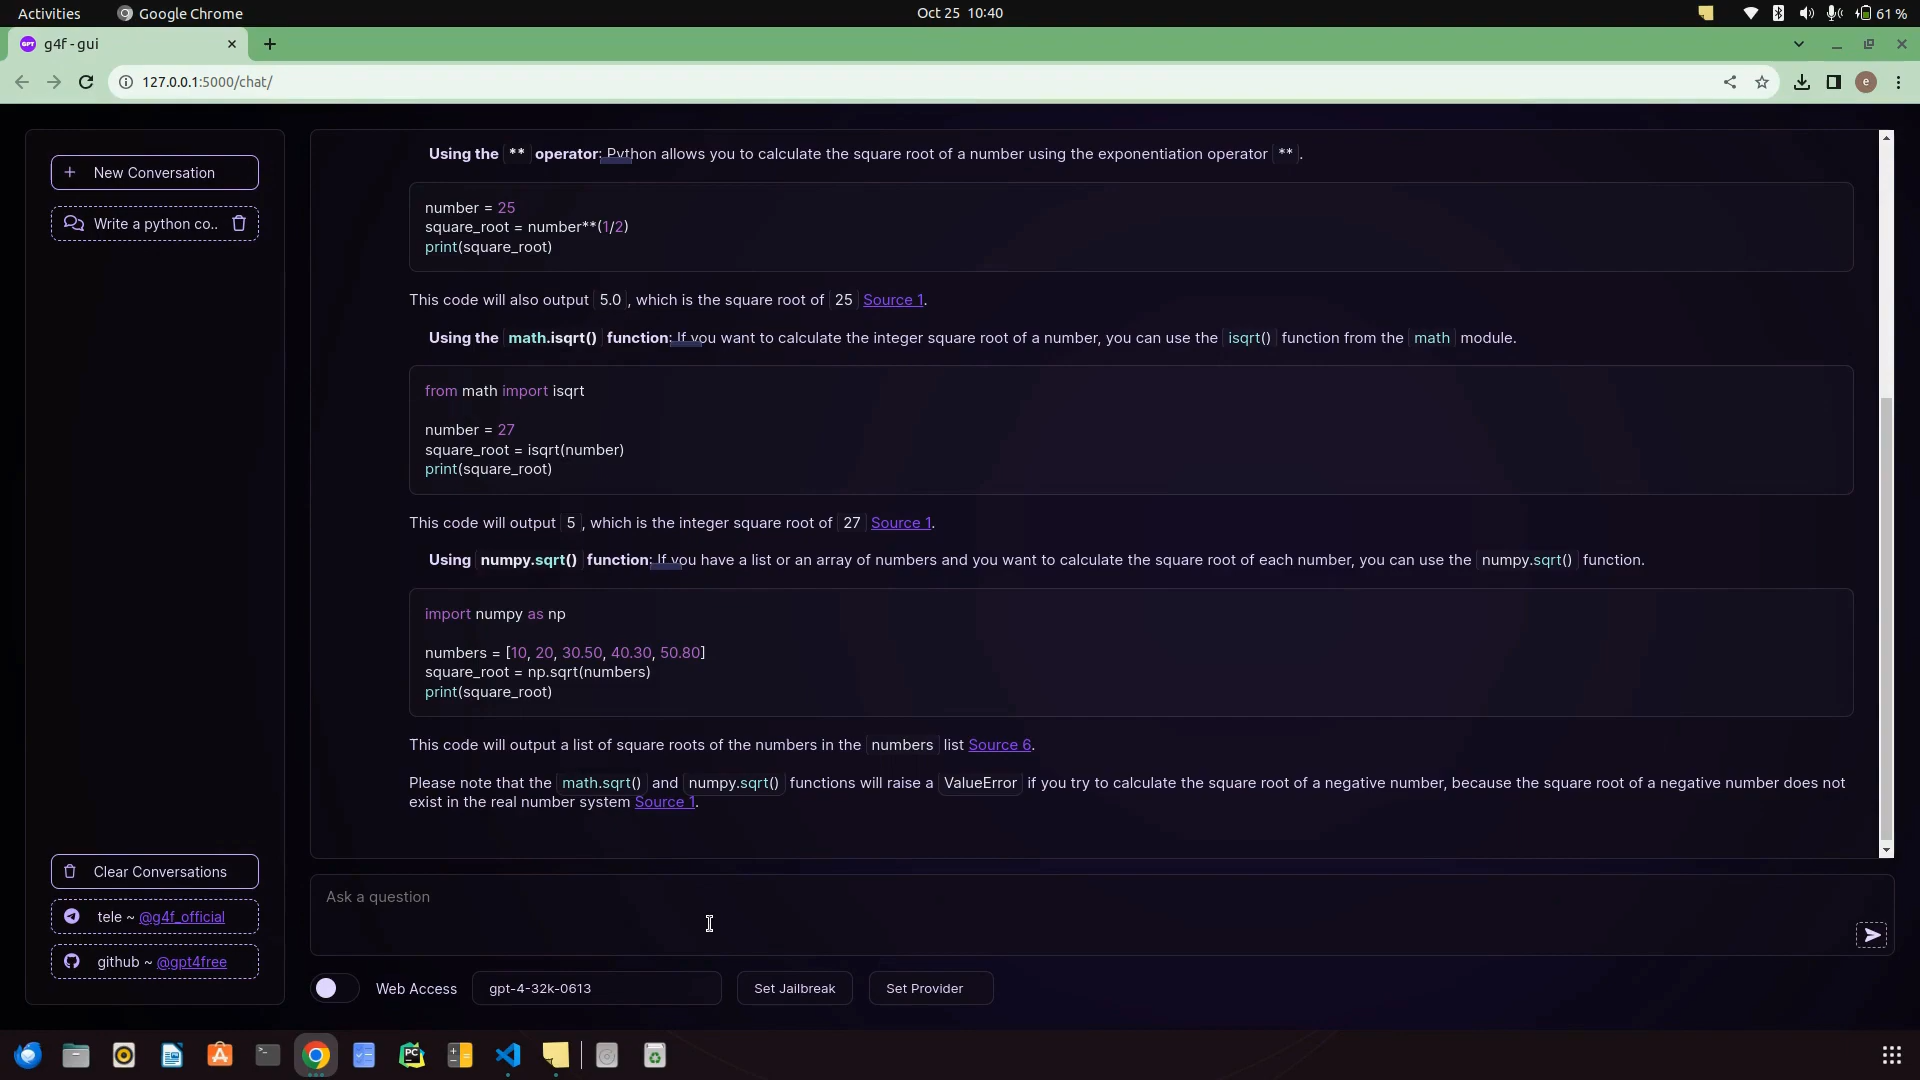 Activities
Google Chrome
Oct 25 10:40
61 %
GPT
g4f - gui
127.0.0.1:5000/chat/
e
New Conversation
Write a python co..
Using the ** operator: Python allows you to calculate the square root of a number using the exponentiation operator **.
number = 25
square_root = number**(1/2)
print(square_root)
This code will also output 5.0, which is the square root of 25 Source 1.
Using the math.isqrt() function: If you want to calculate the integer square root of a number, you can use the isqrt() function from the math module.
from math import isqrt
number = 27
square_root = isqrt(number)
print(square_root)
This code will output 5, which is the integer square root of 27 Source 1.
Using numpy.sqrt() function: If you have a list or an array of numbers and you want to calculate the square root of each number, you can use the numpy.sqrt() function.
import numpy as np
numbers = [10, 20, 30.50, 40.30, 50.80]
square_root = np.sqrt(numbers)
print(square_root)
This code will output a list of square roots of the numbers in the numbers list Source 6.
Please note that the math.sqrt() and numpy.sqrt() functions will raise a ValueError if you try to calculate the square root of a negative number, because the square root of a negative number does not
exist in the real number system Source 1.
Clear Conversations
tele ~ @g4f_official
github ~ @gpt4free
Ask a question
Web Access
gpt-4-32k-0613
Set Jailbreak
Set Provider
PC